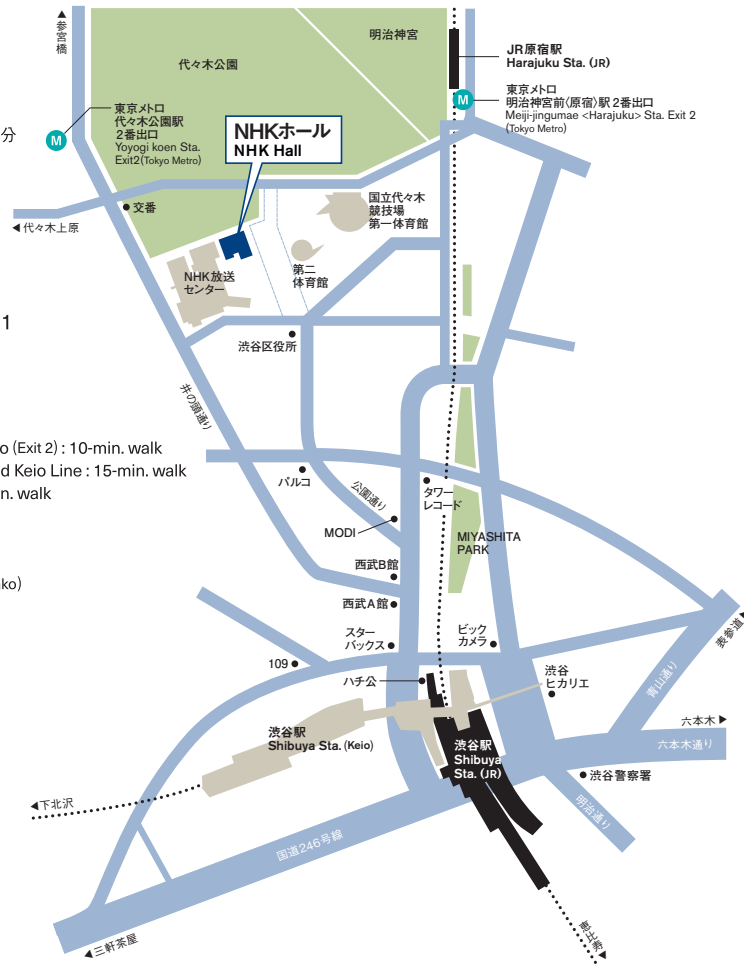 ▲参宮橋
代々木公園
明治神宮
JR原宿駅
Harajuku Sta. (JR)
東京メトロ
明治神宮前〈原宿〉駅 2番出口
Meiji-jingumae <Harajuku> Sta. Exit 2
(Tokyo Metro)
M
M
東京メトロ
代々木公園駅
2番出口
Yoyogi koen Sta.
Exit2(Tokyo Metro)
分
NHKホール
NHK Hall
交番
◀代々木上原
国立代々木
競技場
第一体育館
第二
体育館
NHK放送
センター
1
渋谷区役所
井の頭通り
o (Exit 2) : 10-min. walk
d Keio Line : 15-min. walk
n. walk
パルコ
公園通り
タワー
レコード
MODI
MIYASHITA
PARK
西武B館
ko)
西武A館
スター
バックス
ビック
カメラ
表参道▶
109
ハチ公
渋谷
ヒカリエ
青山通り
渋谷駅
Shibuya Sta. (Keio)
渋谷駅
Shibuya
Sta. (JR)
六本木▶
六本木通り
渋谷警察署
◀下北沢
明治通り
国道246号線
◀三軒茶屋
恵比寿▶